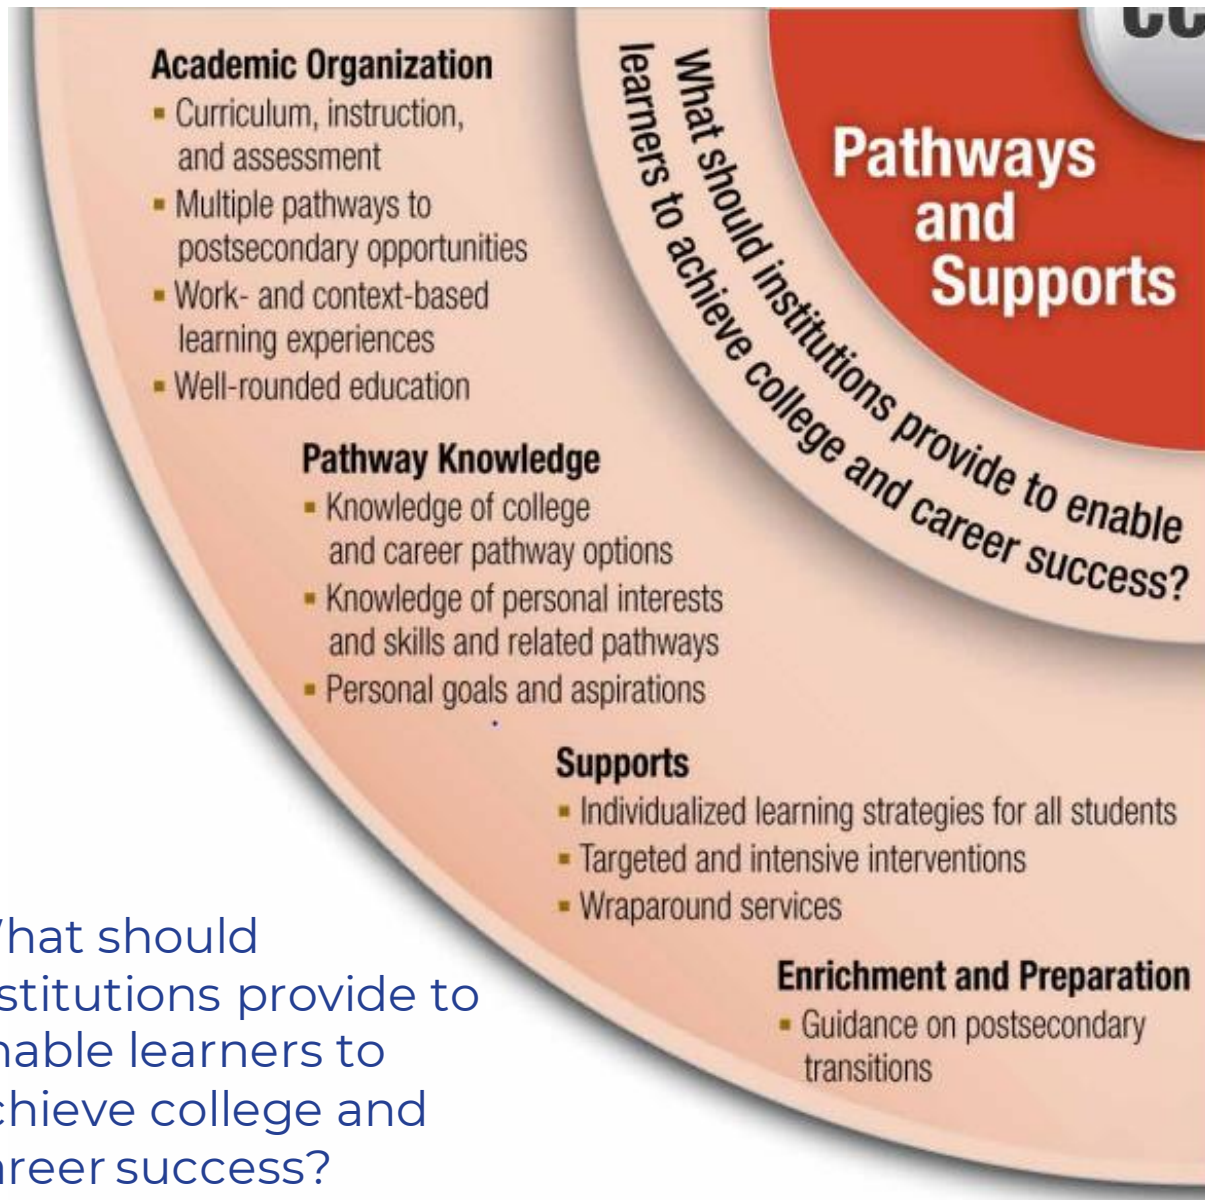 Academic Organization
▪ Curriculum, instruction,
and assessment
▪ Multiple pathways to
postsecondary opportunities
▪ Work- and context-based
learning experiences
▪ Well-rounded education
Pathway Knowledge
▪ Knowledge of college
and career pathway options
▪ Knowledge of personal interests
and skills and related pathways
▪ Personal goals and aspirations
Supports
▪ Individualized learning strategies for all students
▪ Targeted and intensive interventions
▪ Wraparound services
Enrichment and Preparation
▪ Guidance on postsecondary
transitions
What should institutions provide to enable
learners to achieve college and career success?
Pathways
and
Supports
hat should
stitutions provide to
nable learners to
chieve college and
areer success?